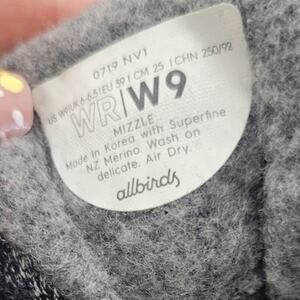 0719 NV1
US W9|UK 6-6.5|EU 39|CM 25|CHN 250/92
WR|W9
MIZZLE
Made in Korea with Superfine
NZ Merino. Wash on
delicate. Air Dry.
allbirds